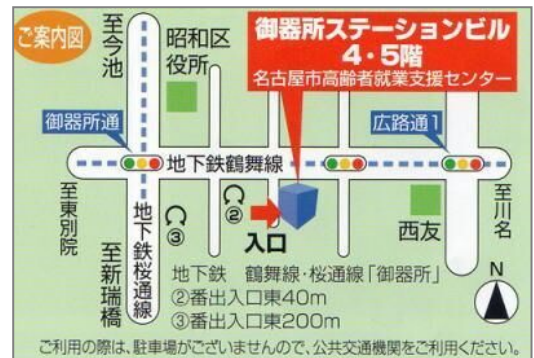 ご案内図
至今池
昭和区
役所
御器所ステーションビル
4・5階
名古屋市高齢者就業支援センター
御器所通
広路通1
地下鉄鶴舞線
至東別院
地下鉄桜通線
至新瑞橋
③
②
入口
西友
至川名
N
地下鉄 鶴舞線・桜通線「御器所」
②番出入口東40m
③番出入口東200m
ご利用の際は、駐車場がございませんので、公共交通機関をご利用ください。